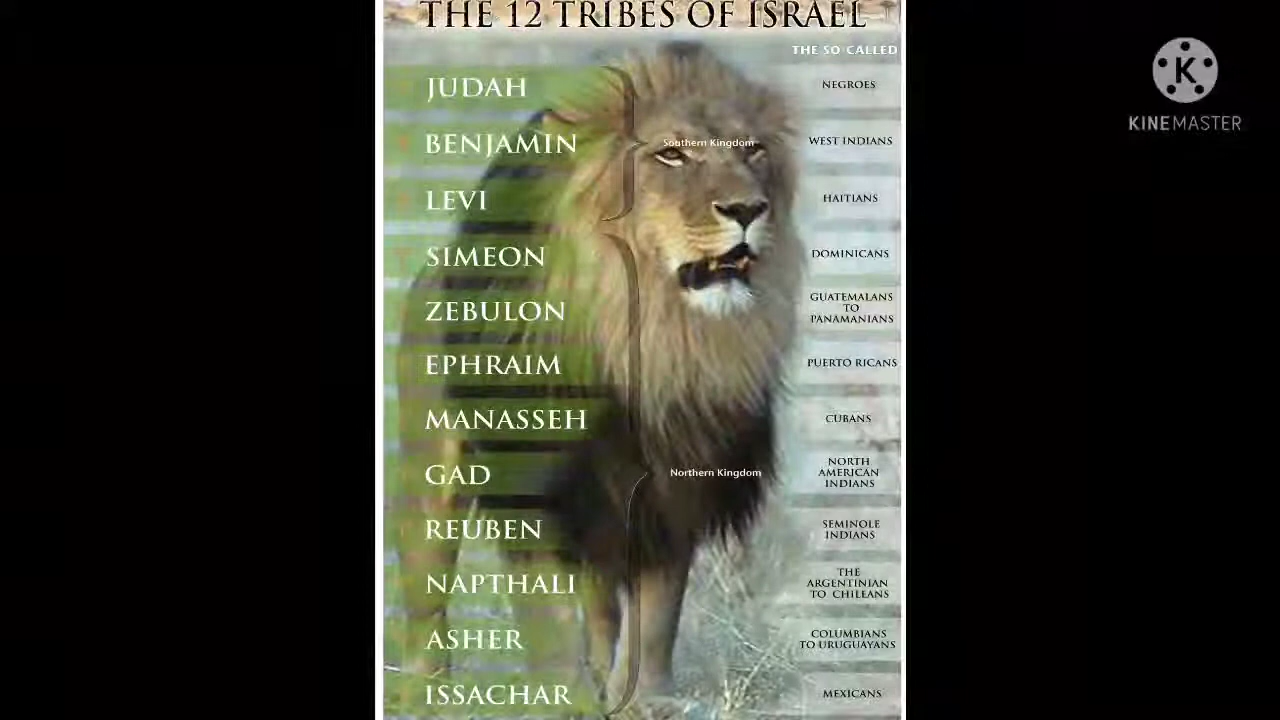 THE 12 TRIBES OF ISRAEL
THE SO CALLED
JUDAH
NEGROES
BENJAMIN
Southern Kingdom
WEST INDIANS
LEVI
HAITIANS
SIMEON
DOMINICANS
ZEBULON
GUATEMALANS
TO
PANAMANIANS
EPHRAIM
PUERTO RICANS
MANASSEH
CUBANS
GAD
Northern Kingdom
NORTH
AMERICAN
INDIANS
REUBEN
SEMINOLE
INDIANS
NAPTHALI
THE
ARGENTINIAN
TO CHILEANS
ASHER
COLUMBIANS
TO URUGUAYANS
ISSACHAR
MEXICANS
K
KINEMASTER